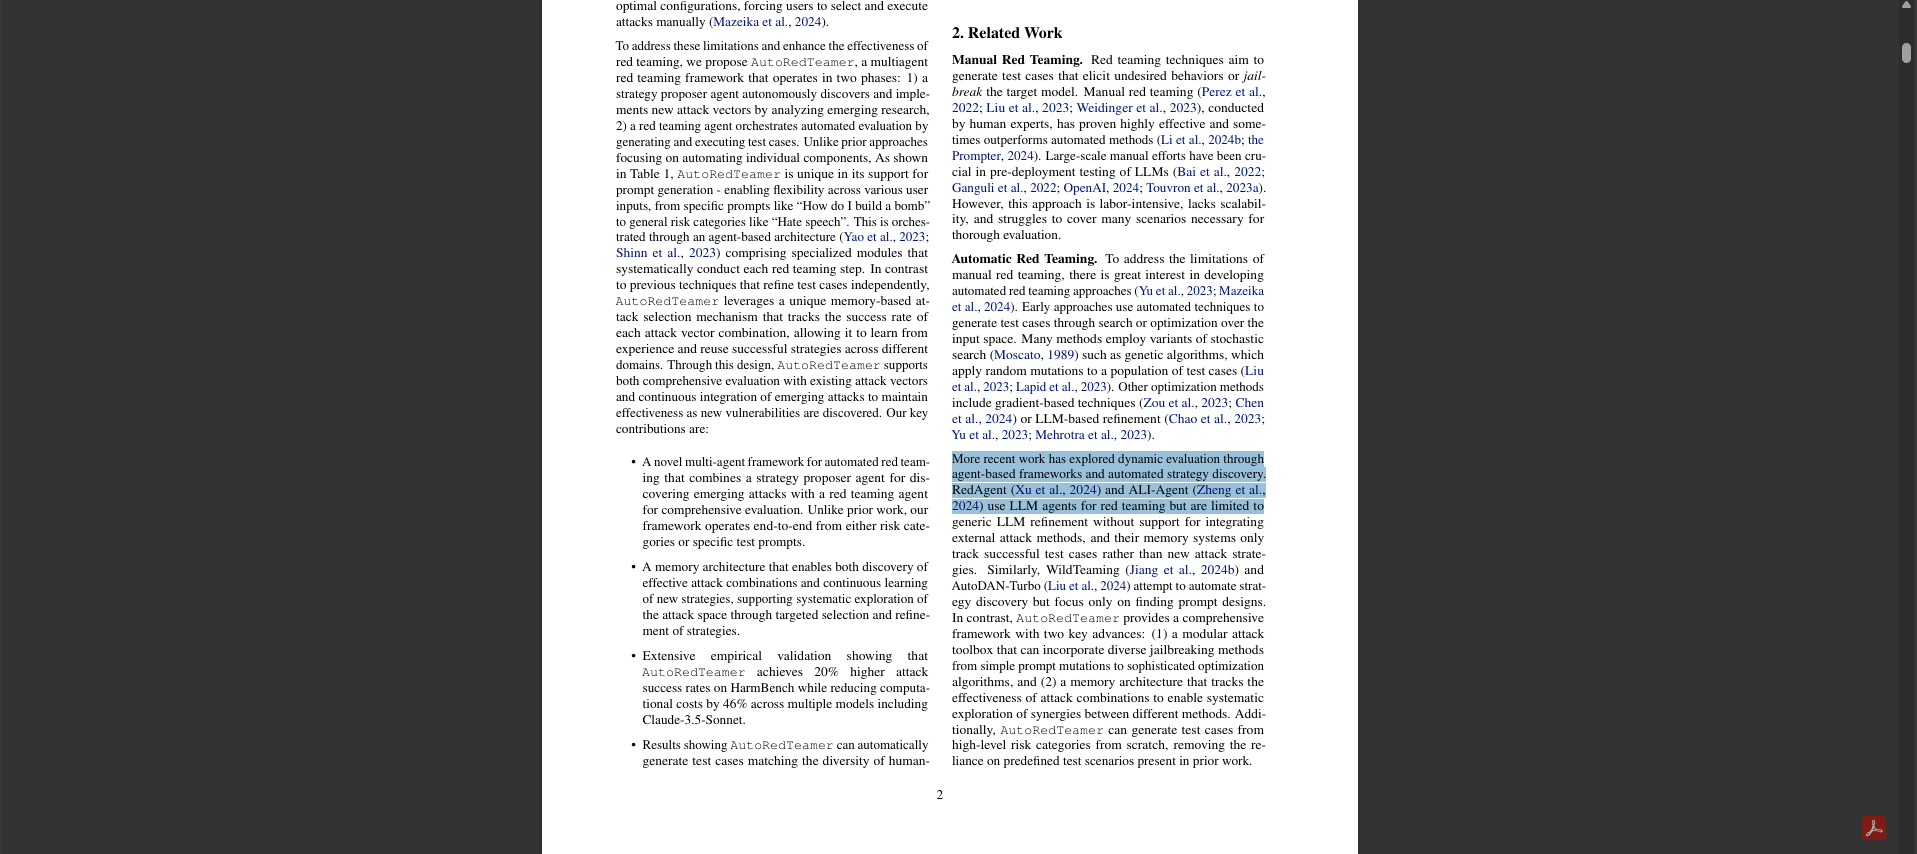 optimal configurations, forcing users to select and execute
attacks manually (Mazeika et al., 2024).
To address these limitations and enhance the effectiveness of
red teaming, we propose AutoRedTeamer, a multiagent
red teaming framework that operates in two phases: 1) a
strategy proposer agent autonomously discovers and imple-
ments new attack vectors by analyzing emerging research,
2) a red teaming agent orchestrates automated evaluation by
generating and executing test cases. Unlike prior approaches
focusing on automating individual components, As shown
in Table 1, AutoRedTeamer is unique in its support for
prompt generation - enabling flexibility across various user
inputs, from specific prompts like “How do I build a bomb”
to general risk categories like “Hate speech”. This is orches-
trated through an agent-based architecture (Yao et al., 2023;
Shinn et al., 2023) comprising specialized modules that
systematically conduct each red teaming step. In contrast
to previous techniques that refine test cases independently,
AutoRedTeamer leverages a unique memory-based at-
tack selection mechanism that tracks the success rate of
each attack vector combination, allowing it to learn from
experience and reuse successful strategies across different
domains. Through this design, AutoRedTeamer supports
both comprehensive evaluation with existing attack vectors
and continuous integration of emerging attacks to maintain
effectiveness as new vulnerabilities are discovered. Our key
contributions are:
• A novel multi-agent framework for automated red team-
ing that combines a strategy proposer agent for dis-
covering emerging attacks with a red teaming agent
for comprehensive evaluation. Unlike prior work, our
framework operates end-to-end from either risk cate-
gories or specific test prompts.
• A memory architecture that enables both discovery of
effective attack combinations and continuous learning
of new strategies, supporting systematic exploration of
the attack space through targeted selection and refine-
ment of strategies.
• Extensive empirical validation showing that
AutoRedTeamer achieves 20% higher attack
success rates on HarmBench while reducing computa-
tional costs by 46% across multiple models including
Claude-3.5-Sonnet.
• Results showing AutoRedTeamer can automatically
generate test cases matching the diversity of human-
2. Related Work
Manual Red Teaming. Red teaming techniques aim to
generate test cases that elicit undesired behaviors or jail-
break the target model. Manual red teaming (Perez et al.,
2022; Liu et al., 2023; Weidinger et al., 2023), conducted
by human experts, has proven highly effective and some-
times outperforms automated methods (Li et al., 2024b; the
Prompter, 2024). Large-scale manual efforts have been cru-
cial in pre-deployment testing of LLMs (Bai et al., 2022;
Ganguli et al., 2022; OpenAI, 2024; Touvron et al., 2023a).
However, this approach is labor-intensive, lacks scalabil-
ity, and struggles to cover many scenarios necessary for
thorough evaluation.
Automatic Red Teaming. To address the limitations of
manual red teaming, there is great interest in developing
automated red teaming approaches (Yu et al., 2023; Mazeika
et al., 2024). Early approaches use automated techniques to
generate test cases through search or optimization over the
input space. Many methods employ variants of stochastic
search (Moscato, 1989) such as genetic algorithms, which
apply random mutations to a population of test cases (Liu
et al., 2023; Lapid et al., 2023). Other optimization methods
include gradient-based techniques (Zou et al., 2023; Chen
et al., 2024) or LLM-based refinement (Chao et al., 2023;
Yu et al., 2023; Mehrotra et al., 2023).
More recent work has explored dynamic evaluation through
agent-based frameworks and automated strategy discovery.
RedAgent (Xu et al., 2024) and ALI-Agent (Zheng et al.,
2024) use LLM agents for red teaming but are limited to
generic LLM refinement without support for integrating
external attack methods, and their memory systems only
track successful test cases rather than new attack strate-
gies. Similarly, WildTeaming (Jiang et al., 2024b) and
AutoDAN-Turbo (Liu et al., 2024) attempt to automate strat-
egy discovery but focus only on finding prompt designs.
In contrast, AutoRedTeamer provides a comprehensive
framework with two key advances: (1) a modular attack
toolbox that can incorporate diverse jailbreaking methods
from simple prompt mutations to sophisticated optimization
algorithms, and (2) a memory architecture that tracks the
effectiveness of attack combinations to enable systematic
exploration of synergies between different methods. Addi-
tionally, AutoRedTeamer can generate test cases from
high-level risk categories from scratch, removing the re-
liance on predefined test scenarios present in prior work.
2